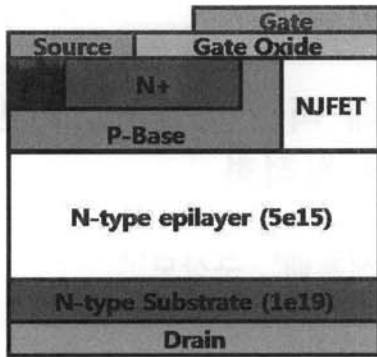 Gate
Source
Gate Oxide
N+
NJFET
P-Base
N-type epilayer (5e15)
N-type Substrate (1e19)
Drain